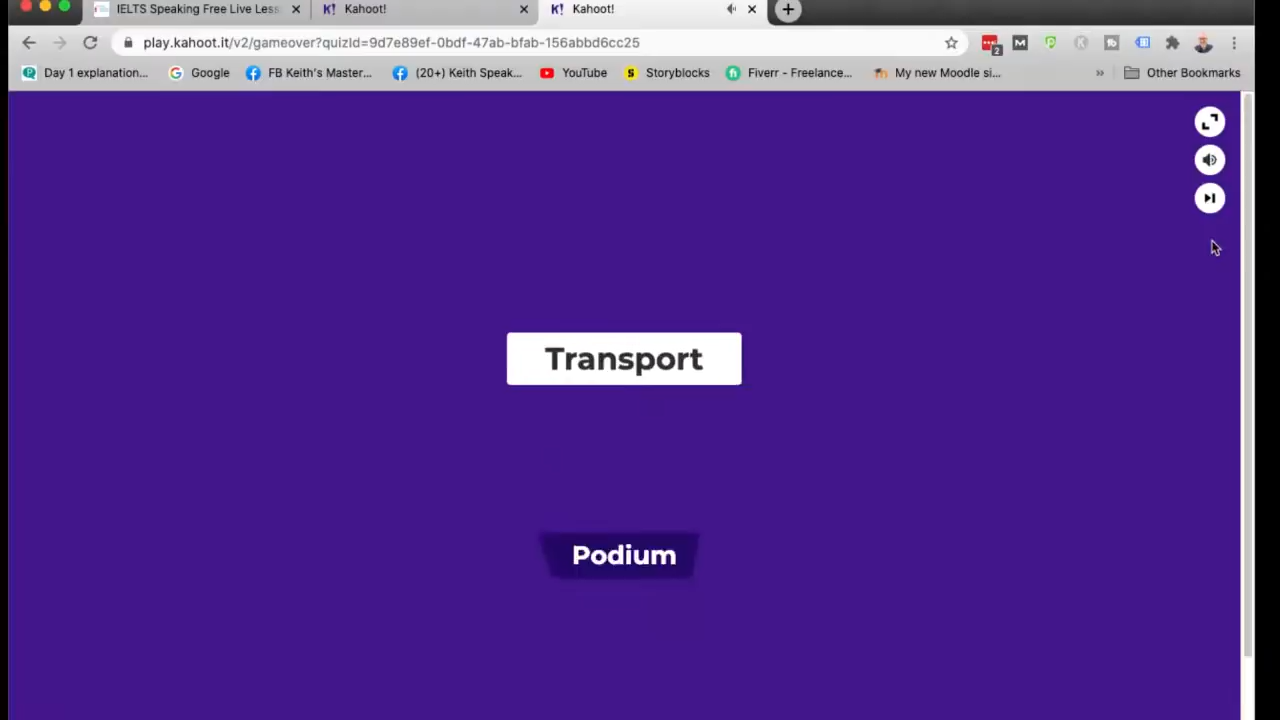 IELTS Speaking Free Live Less
K! Kahoot!
K! Kahoot!
play.kahoot.it/v2/gameover?quizId=9d7e89ef-0bdf-47ab-bfab-156abbd6cc25
2
M
Day 1 explanation...
Google
FB Keith's Master...
(20+) Keith Speak...
YouTube
Storyblocks
Fiverr - Freelance...
My new Moodle si...
»
Other Bookmarks
Transport
Podium